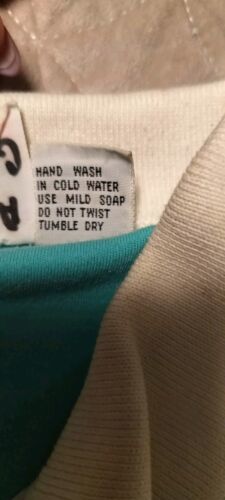 HAND WASH
IN COLD WATER
USE MILD SOAP
DO NOT TWIST
TUMBLE DRY